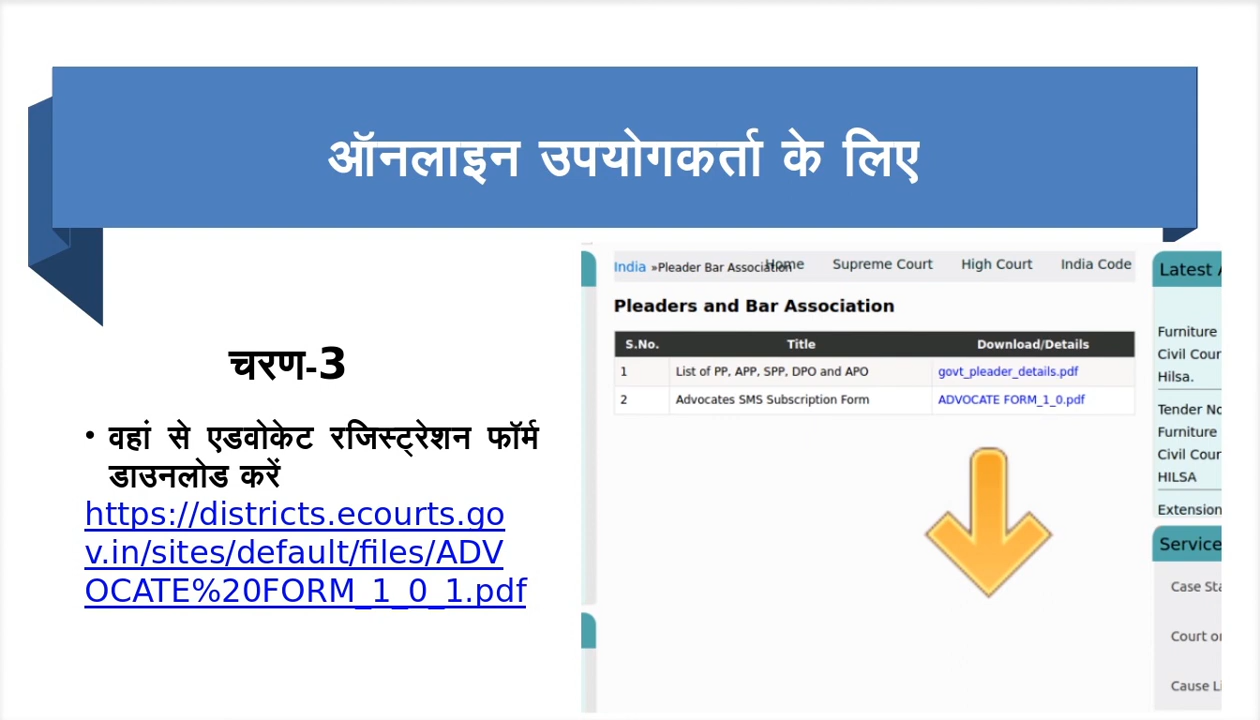 ऑनलाइन उपयोगकर्ता के लिए
चरण-3
• वहां से एडवोकेट रजिस्ट्रेशन फॉर्म
डाउनलोड करें
https://districts.ecourts.go
v.in/sites/default/files/ADV
OCATE%20FORM_1_0_1.pdf
India »Pleader Bar Association Home Supreme Court High Court India Code
Pleaders and Bar Association
S.No. Title Download/Details
1 List of PP, APP, SPP, DPO and APO govt_pleader_details.pdf
2 Advocates SMS Subscription Form ADVOCATE FORM_1_0.pdf
Latest
Furniture
Civil Cour
Hilsa.
Tender No
Furniture
Civil Cour
HILSA
Extension
Service
Case Sta
Court or
Cause Li